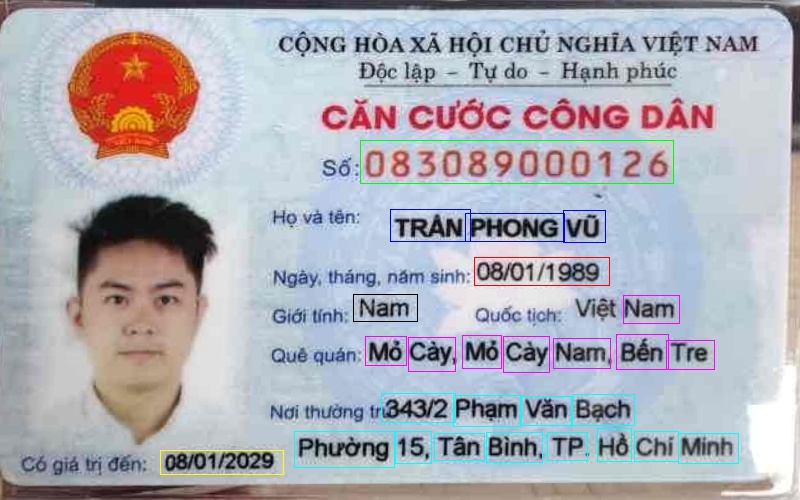 CỘNG HÒA XÃ HỘI CHỦ NGHĨA VIỆT NAM
Độc lập – Tự do – Hạnh phúc
CĂN CƯỚC CÔNG DÂN
Số: 083089000126
Họ và tên: TRẦN PHONG VŨ
Ngày, tháng, năm sinh: 08/01/1989
Giới tính: Nam Quốc tịch: Việt Nam
Quê quán: Mỏ Cày, Mỏ Cày Nam, Bến Tre
Nơi thường trú: 343/2 Phạm Văn Bạch
Phường 15, Tân Bình, TP. Hồ Chí Minh
Có giá trị đến: 08/01/2029